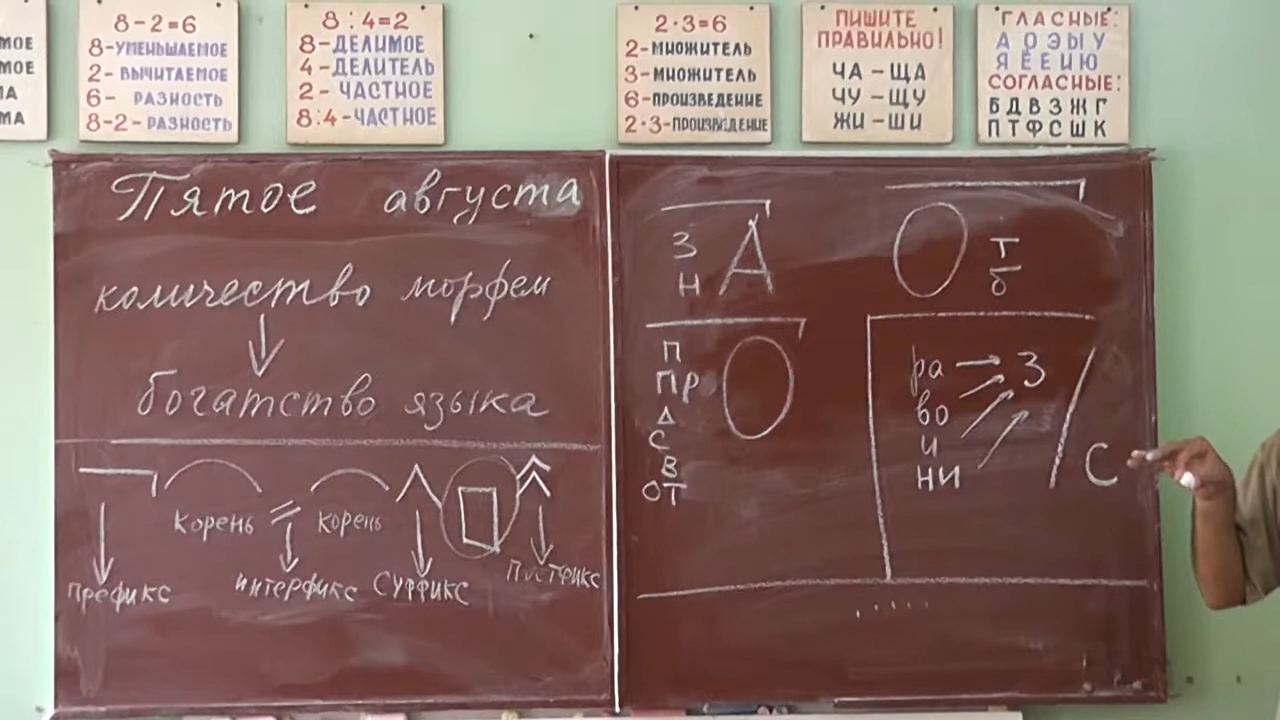 МОЕ
МОЕ
МА
МА
8-2=6
8-УМЕНЬШАЕМОЕ
2-ВЫЧИТАЕМОЕ
6- РАЗНОСТЬ
8-2-РАЗНОСТЬ
8:4=2
8-ДЕЛИМОЕ
4-ДЕЛИТЕЛЬ
2-ЧАСТНОЕ
8:4-ЧАСТНОЕ
2·3=6
2-МНОЖИТЕЛЬ
3-МНОЖИТЕЛЬ
6-ПРОИЗВЕДЕНИЕ
2·3-ПРОИЗВЕДЕНИЕ
ПИШИТЕ
ПРАВИЛЬНО!
ЧА-ЩА
ЧУ-ЩУ
ЖИ-ШИ
ГЛАСНЫЕ:
А О Э Ы У
Я Ё Е И Ю
СОГЛАСНЫЕ:
Б Д В З Ж Г
П Т Ф С Ш К
Пятое августа
количество морфем
богатство языка
корень корень
префикс интерфикс суффикс постфикс
з
н
А
О
т
б
п
пр
д
с
в
от
О
ра з / с
во
и
ни
.....